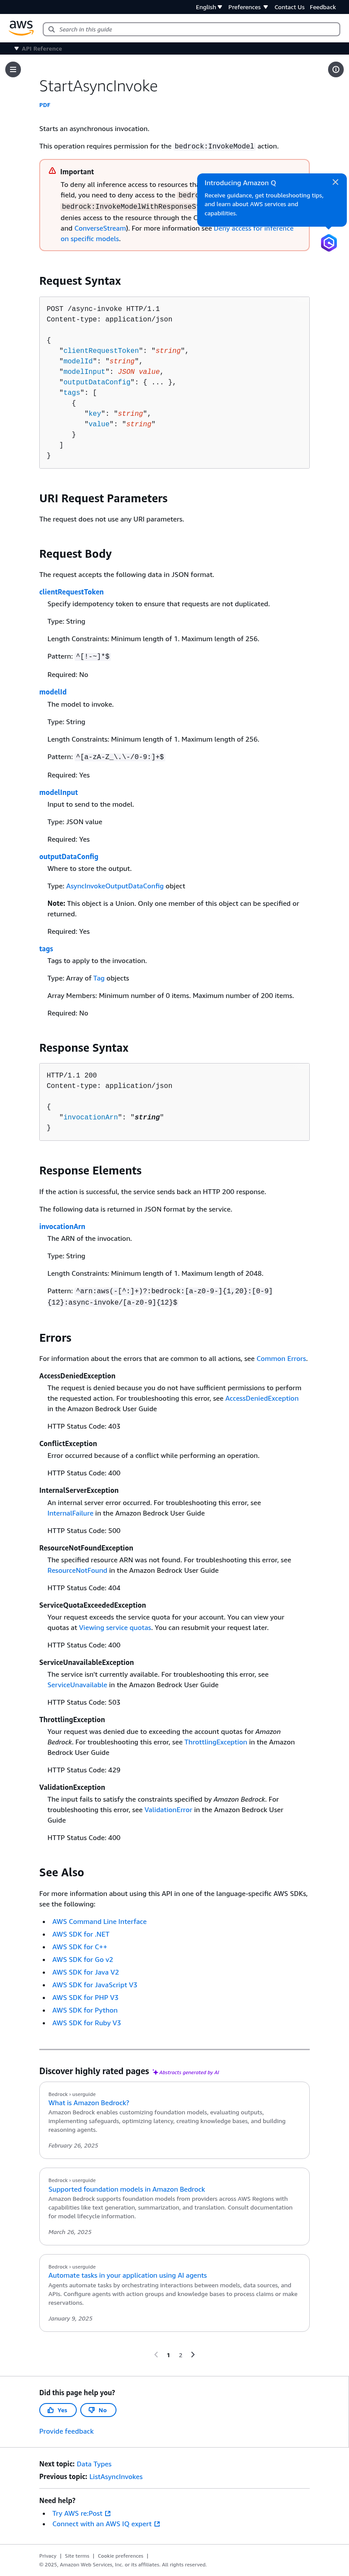 English Preferences Contact Us Feedback
aws
Search in this guide
API Reference
StartAsyncInvoke
PDF
Starts an asynchronous invocation.
This operation requires permission for the bedrock:InvokeModel action.
Important
To deny all inference access to resources tha
field, you need to deny access to the bedro
bedrock:InvokeModelWithResponseSt
denies access to the resource through the C
and ConverseStream). For more information see Deny access for inference
on specific models.
Introducing Amazon Q
Receive guidance, get troubleshooting tips,
and learn about AWS services and
capabilities.
Request Syntax
POST /async-invoke HTTP/1.1
Content-type: application/json
{
"clientRequestToken": "string",
"modelId": "string",
"modelInput": JSON value,
"outputDataConfig": { ... },
"tags": [
{
"key": "string",
"value": "string"
}
]
}
URI Request Parameters
The request does not use any URI parameters.
Request Body
The request accepts the following data in JSON format.
clientRequestToken
Specify idempotency token to ensure that requests are not duplicated.
Type: String
Length Constraints: Minimum length of 1. Maximum length of 256.
Pattern: ^[!-~]*$
Required: No
modelId
The model to invoke.
Type: String
Length Constraints: Minimum length of 1. Maximum length of 256.
Pattern: ^[a-zA-Z_\.\-/0-9:]+$
Required: Yes
modelInput
Input to send to the model.
Type: JSON value
Required: Yes
outputDataConfig
Where to store the output.
Type: AsyncInvokeOutputDataConfig object
Note: This object is a Union. Only one member of this object can be specified or
returned.
Required: Yes
tags
Tags to apply to the invocation.
Type: Array of Tag objects
Array Members: Minimum number of 0 items. Maximum number of 200 items.
Required: No
Response Syntax
HTTP/1.1 200
Content-type: application/json
{
"invocationArn": "string"
}
Response Elements
If the action is successful, the service sends back an HTTP 200 response.
The following data is returned in JSON format by the service.
invocationArn
The ARN of the invocation.
Type: String
Length Constraints: Minimum length of 1. Maximum length of 2048.
Pattern: ^arn:aws(-[^:]+)?:bedrock:[a-z0-9-]{1,20}:[0-9]
{12}:async-invoke/[a-z0-9]{12}$
Errors
For information about the errors that are common to all actions, see Common Errors.
AccessDeniedException
The request is denied because you do not have sufficient permissions to perform
the requested action. For troubleshooting this error, see AccessDeniedException
in the Amazon Bedrock User Guide
HTTP Status Code: 403
ConflictException
Error occurred because of a conflict while performing an operation.
HTTP Status Code: 400
InternalServerException
An internal server error occurred. For troubleshooting this error, see
InternalFailure in the Amazon Bedrock User Guide
HTTP Status Code: 500
ResourceNotFoundException
The specified resource ARN was not found. For troubleshooting this error, see
ResourceNotFound in the Amazon Bedrock User Guide
HTTP Status Code: 404
ServiceQuotaExceededException
Your request exceeds the service quota for your account. You can view your
quotas at Viewing service quotas. You can resubmit your request later.
HTTP Status Code: 400
ServiceUnavailableException
The service isn't currently available. For troubleshooting this error, see
ServiceUnavailable in the Amazon Bedrock User Guide
HTTP Status Code: 503
ThrottlingException
Your request was denied due to exceeding the account quotas for Amazon
Bedrock. For troubleshooting this error, see ThrottlingException in the Amazon
Bedrock User Guide
HTTP Status Code: 429
ValidationException
The input fails to satisfy the constraints specified by Amazon Bedrock. For
troubleshooting this error, see ValidationError in the Amazon Bedrock User
Guide
HTTP Status Code: 400
See Also
For more information about using this API in one of the language-specific AWS SDKs,
see the following:
• AWS Command Line Interface
• AWS SDK for .NET
• AWS SDK for C++
• AWS SDK for Go v2
• AWS SDK for Java V2
• AWS SDK for JavaScript V3
• AWS SDK for PHP V3
• AWS SDK for Python
• AWS SDK for Ruby V3
Discover highly rated pages Abstracts generated by AI
Bedrock › userguide
What is Amazon Bedrock?
Amazon Bedrock enables customizing foundation models, evaluating outputs,
implementing safeguards, optimizing latency, creating knowledge bases, and building
reasoning agents.
February 26, 2025
Bedrock › userguide
Supported foundation models in Amazon Bedrock
Amazon Bedrock supports foundation models from providers across AWS Regions with
capabilities like text generation, summarization, and translation. Consult documentation
for model lifecycle information.
March 26, 2025
Bedrock › userguide
Automate tasks in your application using AI agents
Agents automate tasks by orchestrating interactions between models, data sources, and
APIs. Configure agents with action groups and knowledge bases to process claims or make
reservations.
January 9, 2025
1 2
Did this page help you?
Yes No
Provide feedback
Next topic: Data Types
Previous topic: ListAsyncInvokes
Need help?
• Try AWS re:Post
• Connect with an AWS IQ expert
Privacy | Site terms | Cookie preferences |
© 2025, Amazon Web Services, Inc. or its affiliates. All rights reserved.